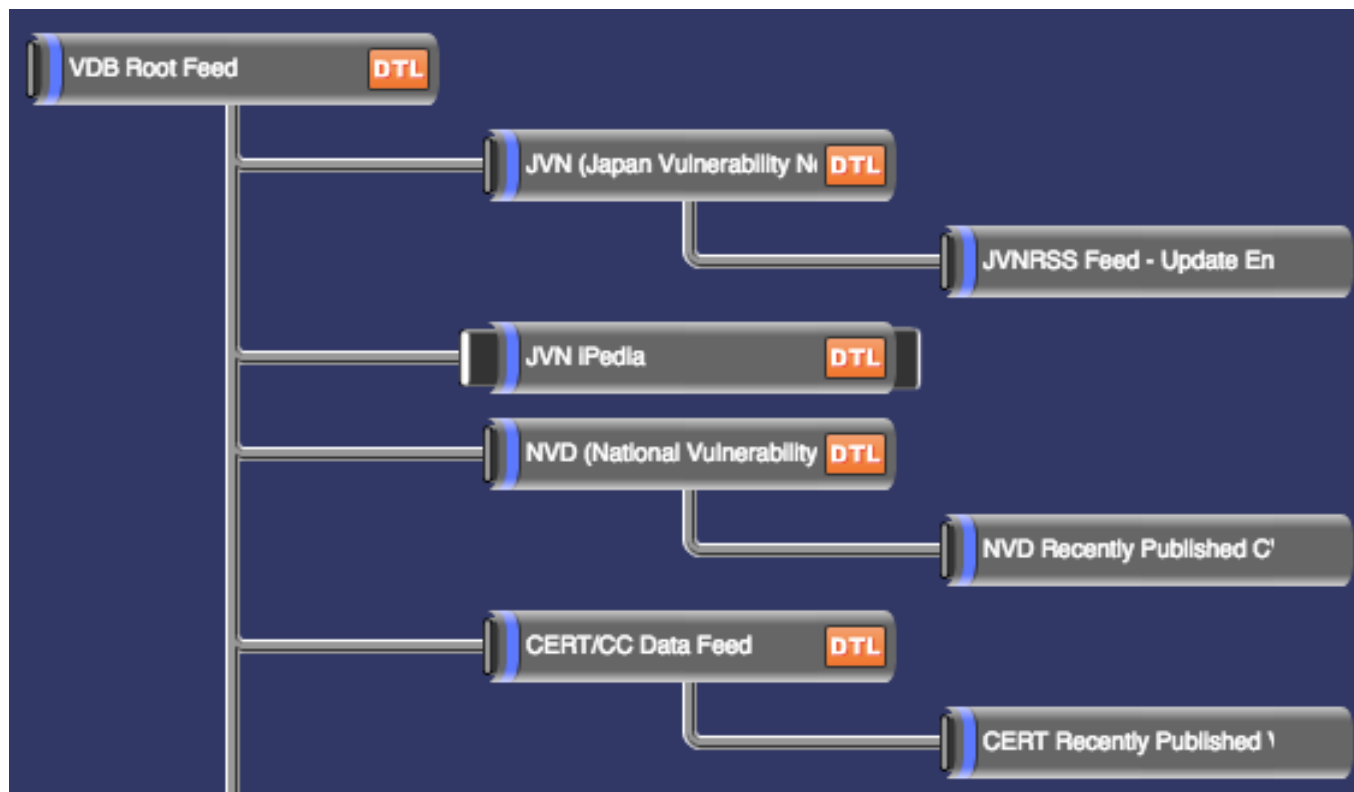 VDB Root Feed DTL
JVN (Japan Vulnerability DTL
JVNRSS Feed - Update En
JVN iPedia DTL
NVD (National Vulnerability DTL
NVD Recently Published
CERT/CC Data Feed DTL
CERT Recently Published